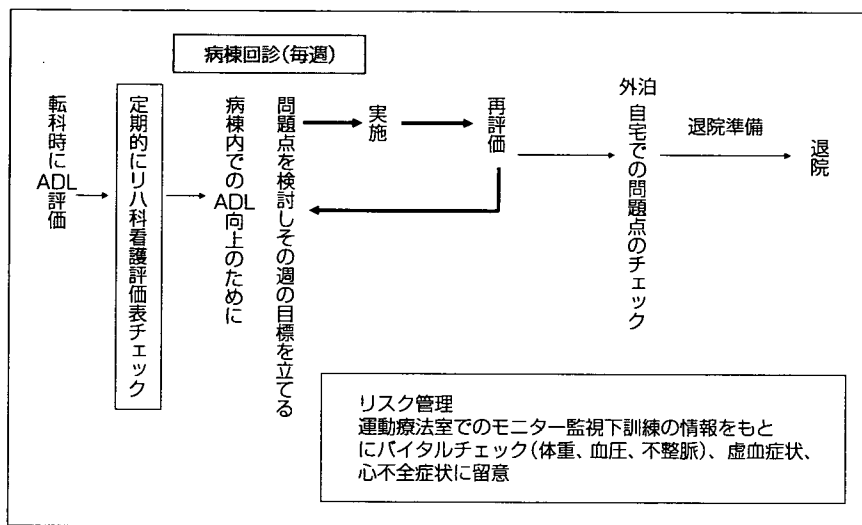 病棟回診(毎週)
転科時に
ADL
評価
定期的にリハ科看護評価表チェック
病棟内での
ADL
向上のために
問題点を検討しその週の目標を立てる
実施
再評価
外泊
自宅での問題点のチェック
退院準備
退院
リスク管理
運動療法室でのモニター監視下訓練の情報をもと
にバイタルチェック(体重、血圧、不整脈)、虚血症状、
心不全症状に留意